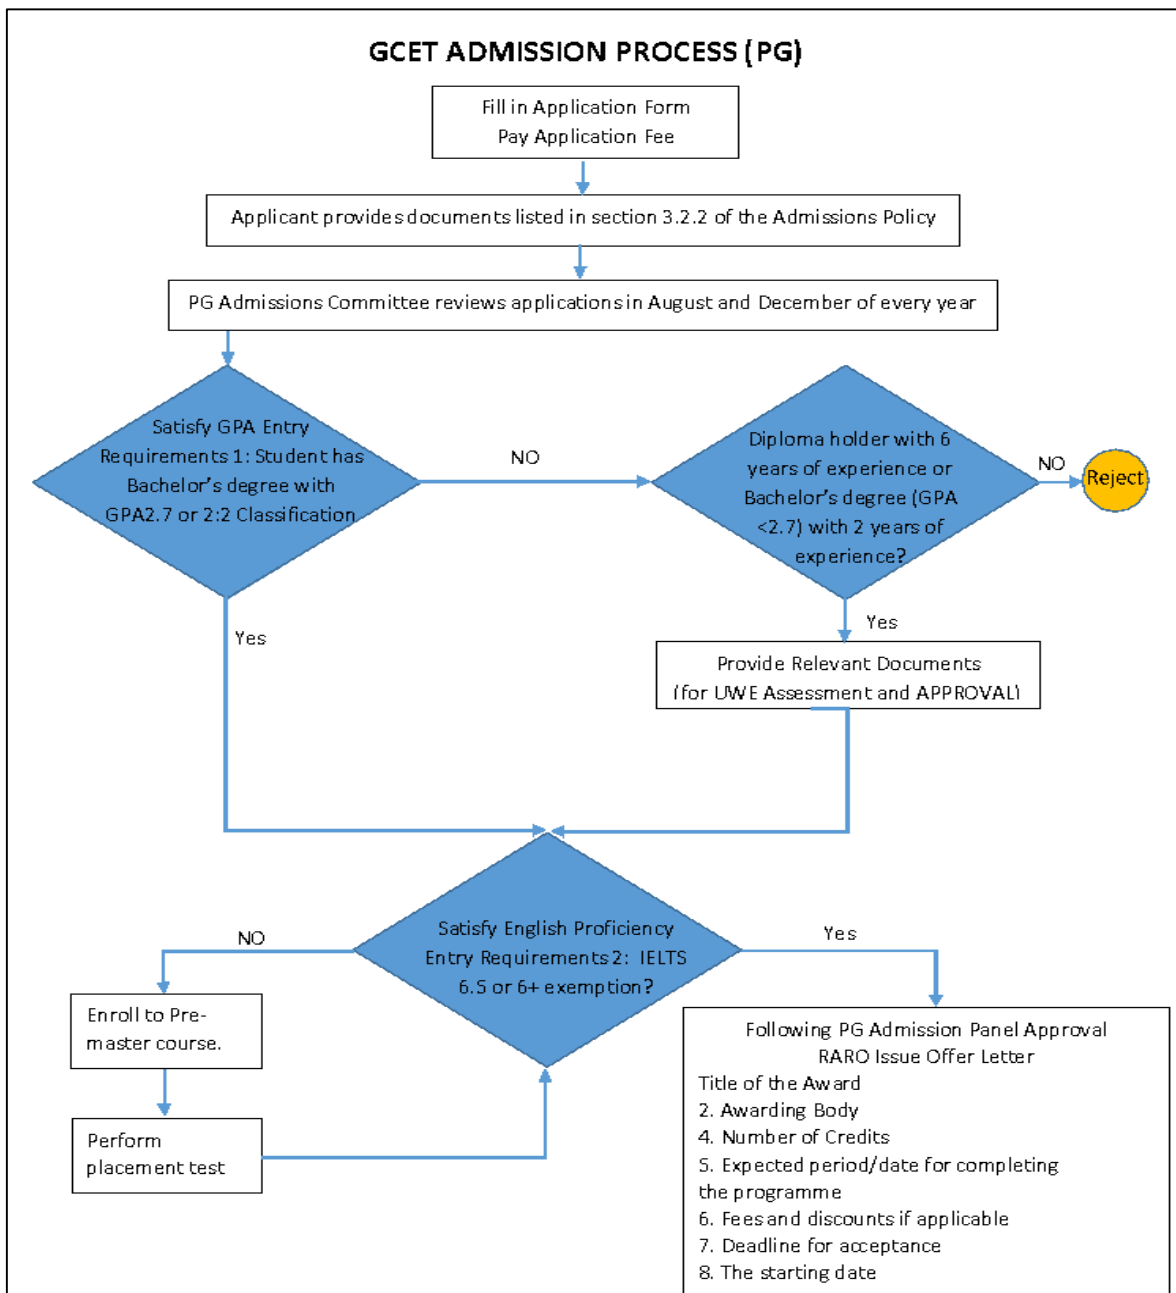 GCET ADMISSION PROCESS (PG)
Fill in Application Form
Pay Application Fee
Applicant provides documents listed in section 3.2.2 of the Admissions Policy
PG Admissions Committee reviews applications in August and December of every year
Satisfy GPA Entry
Requirements 1: Student has
Bachelor's degree with
GPA2.7 or 2:2 Classification
NO
Diploma holder with 6
years of experience or
Bachelor's degree (GPA
<2.7) with 2 years of
experience?
NO
Reject
Yes
Yes
Provide Relevant Documents
(for UWE Assessment and APPROVAL)
Satisfy English Proficiency
Entry Requirements 2: IELTS
6.5 or 6+ exemption?
NO
Yes
Enroll to Pre-
master course.
Perform
placement test
Following PG Admission Panel Approval
RARO Issue Offer Letter
Title of the Award
2. Awarding Body
4. Number of Credits
5. Expected period/date for completing
the programme
6. Fees and discounts if applicable
7. Deadline for acceptance
8. The starting date